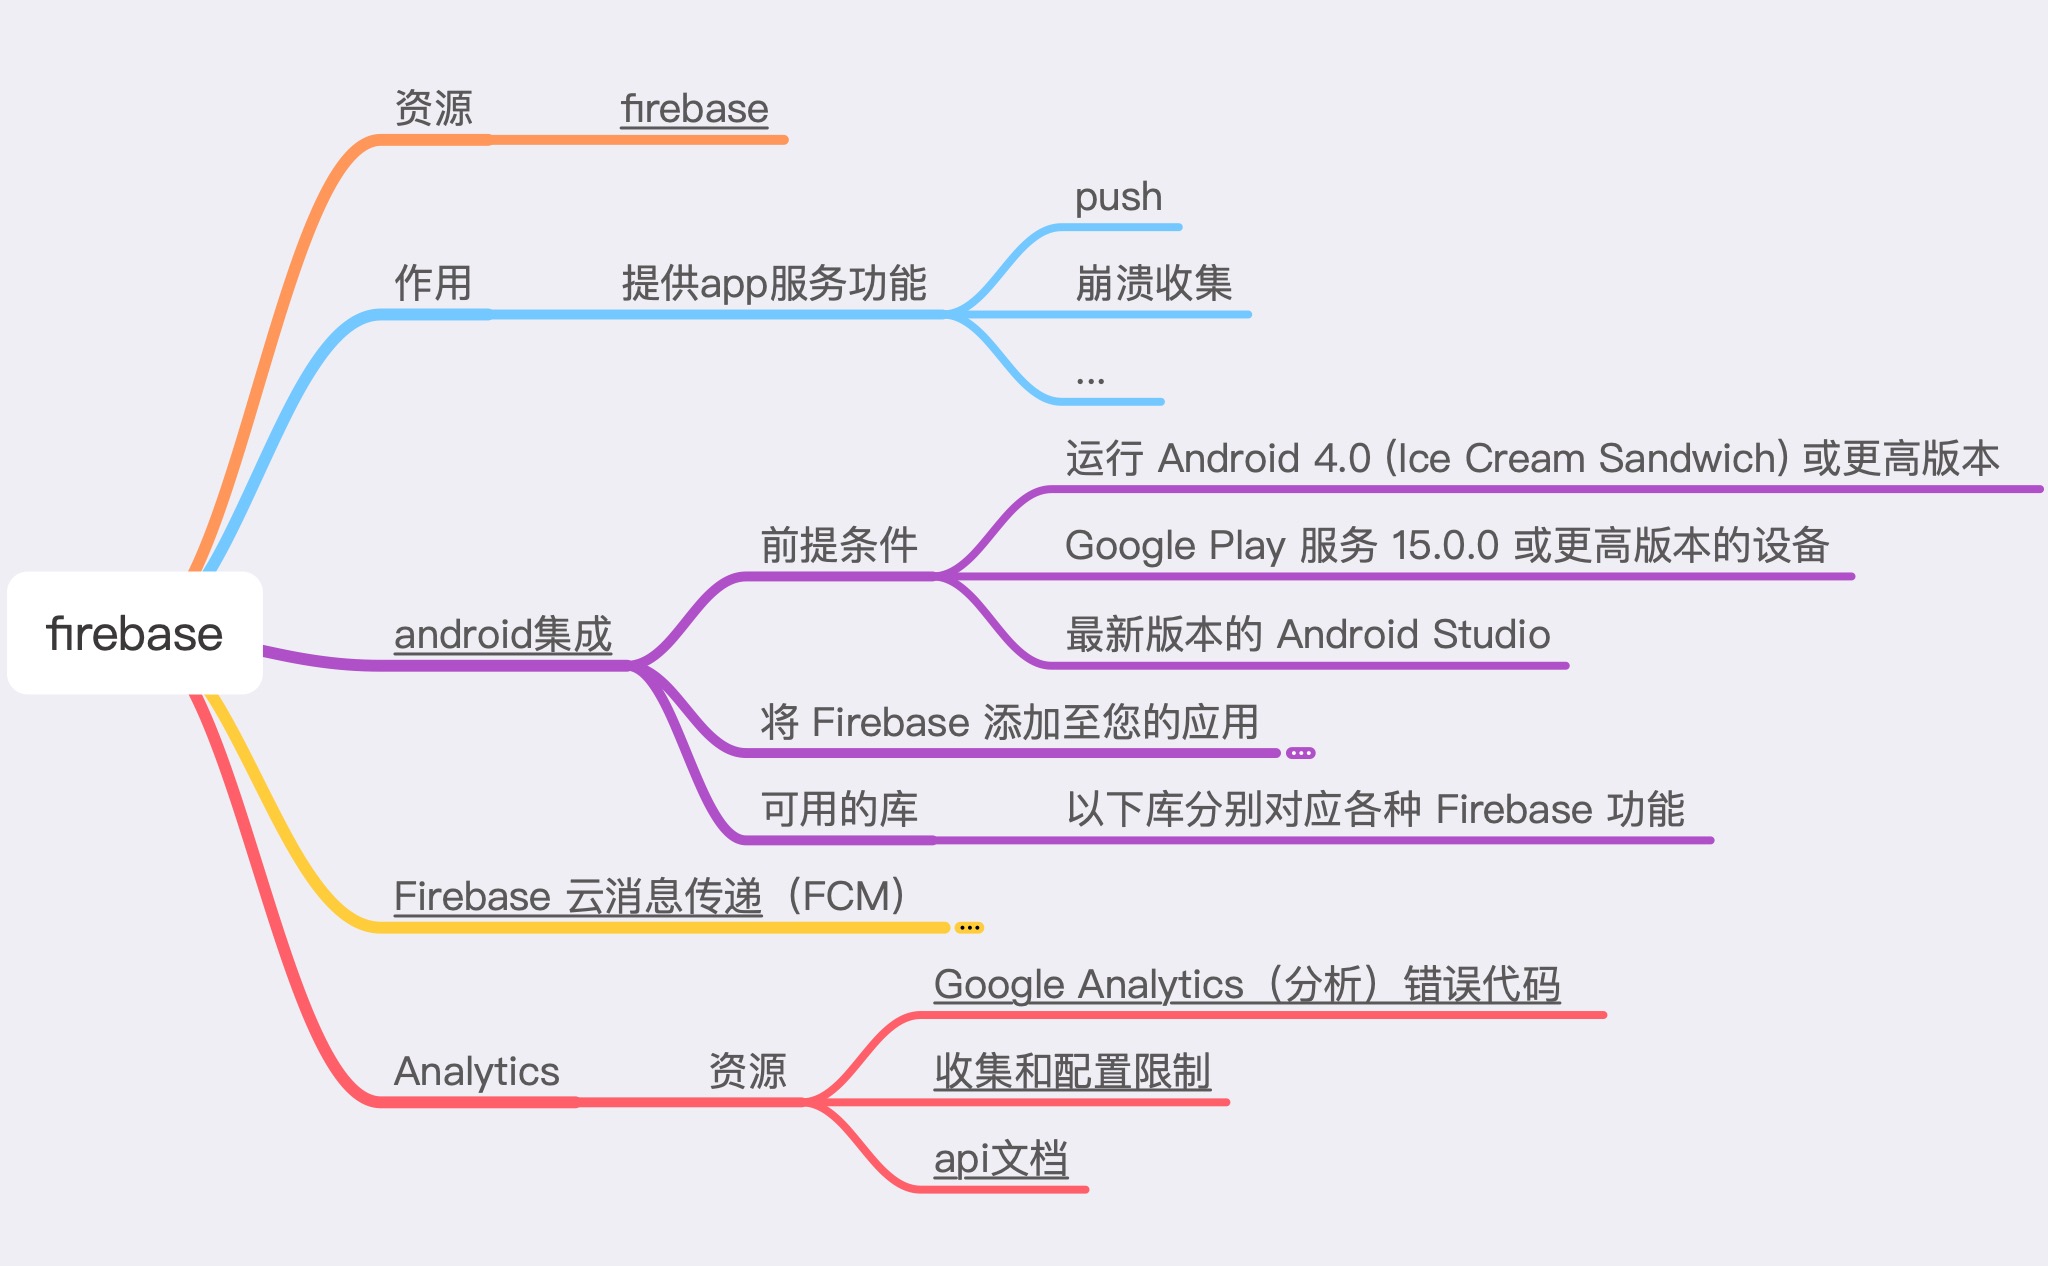 资源
firebase
push
作用
提供app服务功能
崩溃收集
...
运行 Android 4.0 (Ice Cream Sandwich) 或更高版本
前提条件
Google Play 服务 15.0.0 或更高版本的设备
firebase
android集成
最新版本的 Android Studio
将 Firebase 添加至您的应用
可用的库
以下库分别对应各种 Firebase 功能
Firebase 云消息传递（FCM）
Google Analytics（分析）错误代码
Analytics
资源
收集和配置限制
api文档